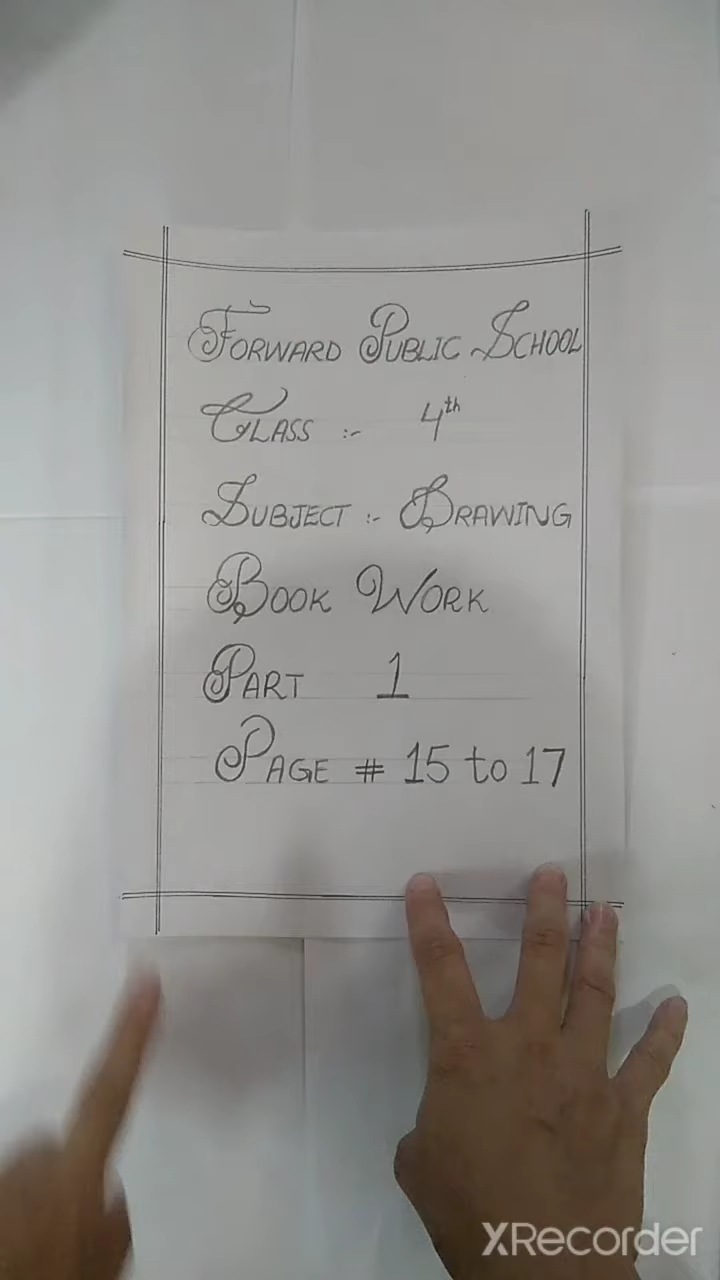 FORWARD PUBLIC SCHOOL
CLASS :- 4th
SUBJECT :- DRAWING
BOOK WORK
PART 1
PAGE # 15 to 17
XRecorder